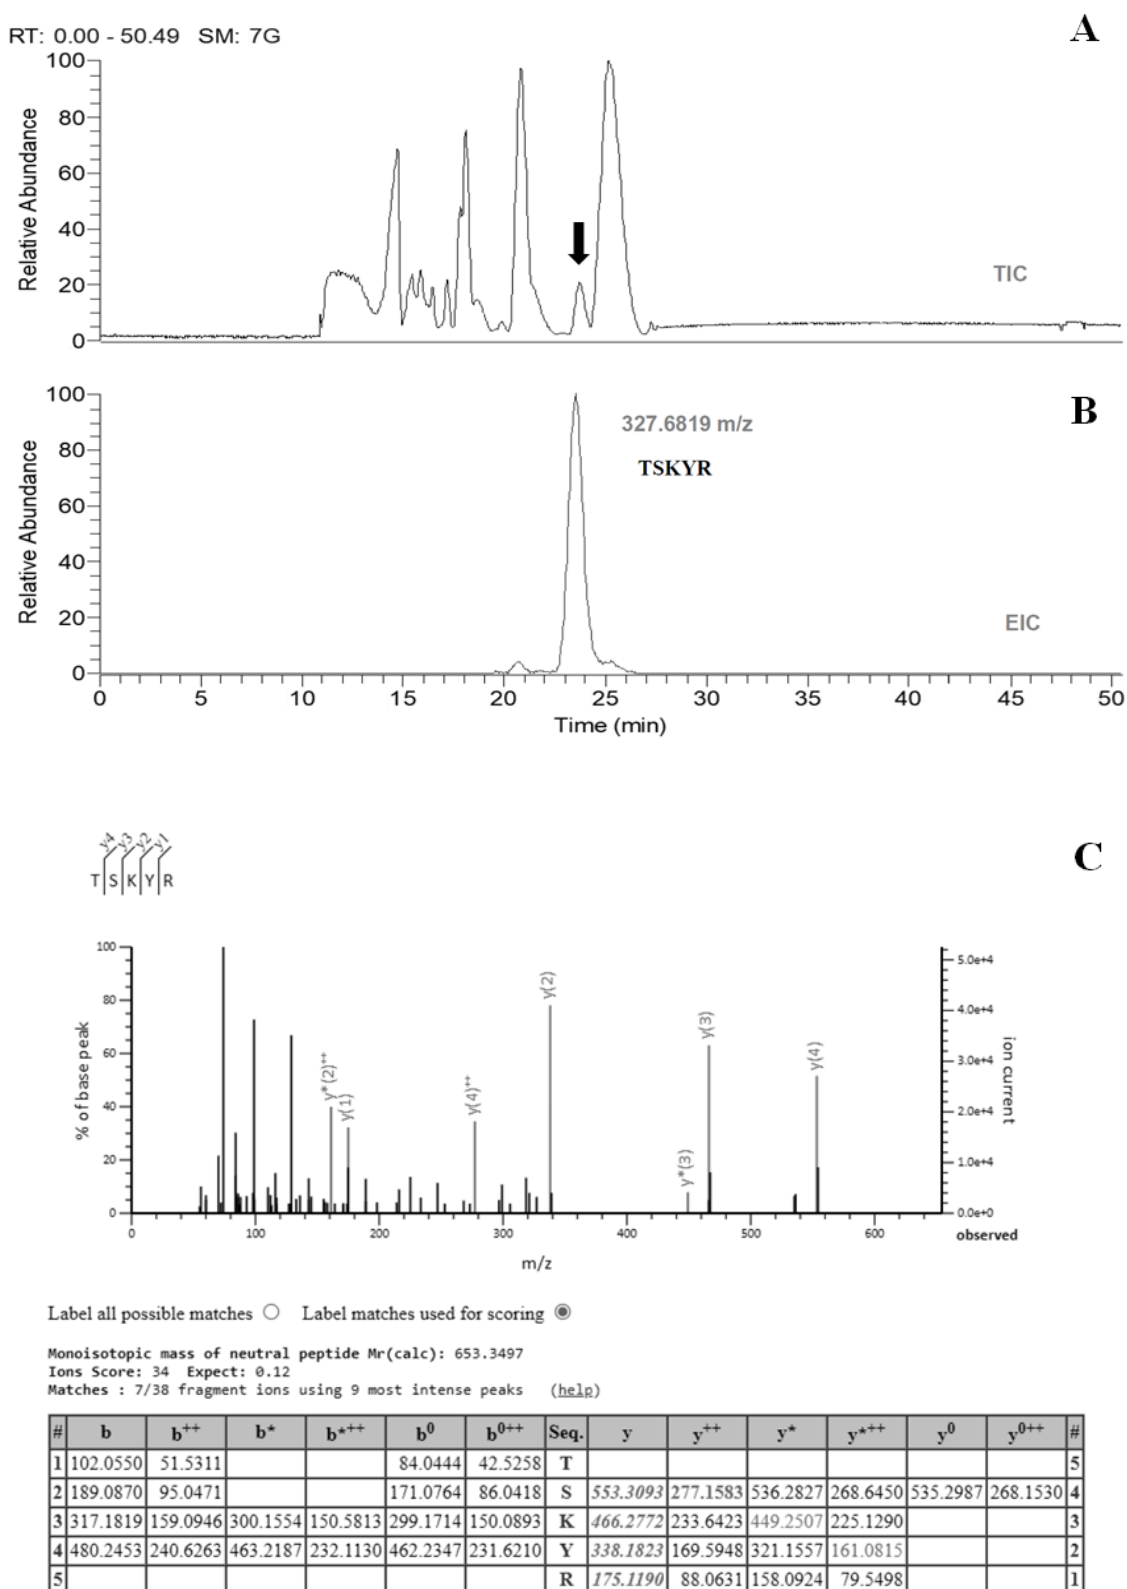 RT: 0.00 - 50.49 SM: 7G
A
100
80
60
40
20
0
Relative Abundance
TIC
B
100
80
60
40
20
0
Relative Abundance
327.6819 m/z
TSKYR
EIC
0 5 10 15 20 25 30 35 40 45 50
Time (min)
C
y4 y3 y2 y1
T S K Y R
100
80
60
40
20
0
% of base peak
y*(2)++
y(1)
y(4)++
y(2)
y*(3)
y(3)
y(4)
5.0e+4
4.0e+4
3.0e+4
2.0e+4
1.0e+4
0.0e+0
ion current
0 100 200 300 400 500 600 observed
m/z
Label all possible matches Label matches used for scoring
Monoisotopic mass of neutral peptide Mr(calc): 653.3497
Ions Score: 34 Expect: 0.12
Matches : 7/38 fragment ions using 9 most intense peaks (help)
# b b++ b* b*++ b0 b0++ Seq. y y++ y* y*++ y0 y0++ #
1 102.0550 51.5311 84.0444 42.5258 T 5
2 189.0870 95.0471 171.0764 86.0418 S 553.3093 277.1583 536.2827 268.6450 535.2987 268.1530 4
3 317.1819 159.0946 300.1554 150.5813 299.1714 150.0893 K 466.2772 233.6423 449.2507 225.1290 3
4 480.2453 240.6263 463.2187 232.1130 462.2347 231.6210 Y 338.1823 169.5948 321.1557 161.0815 2
5 R 175.1190 88.0631 158.0924 79.5498 1